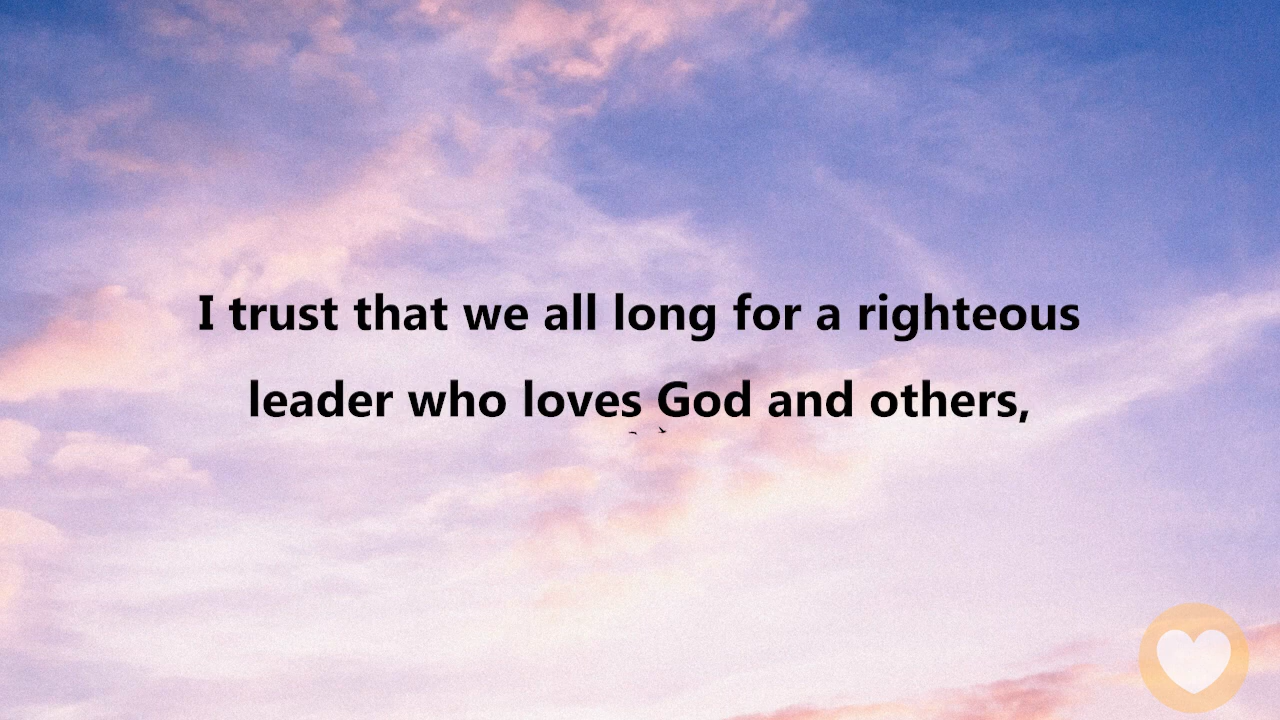 I trust that we all long for a righteous
leader who loves God and others,